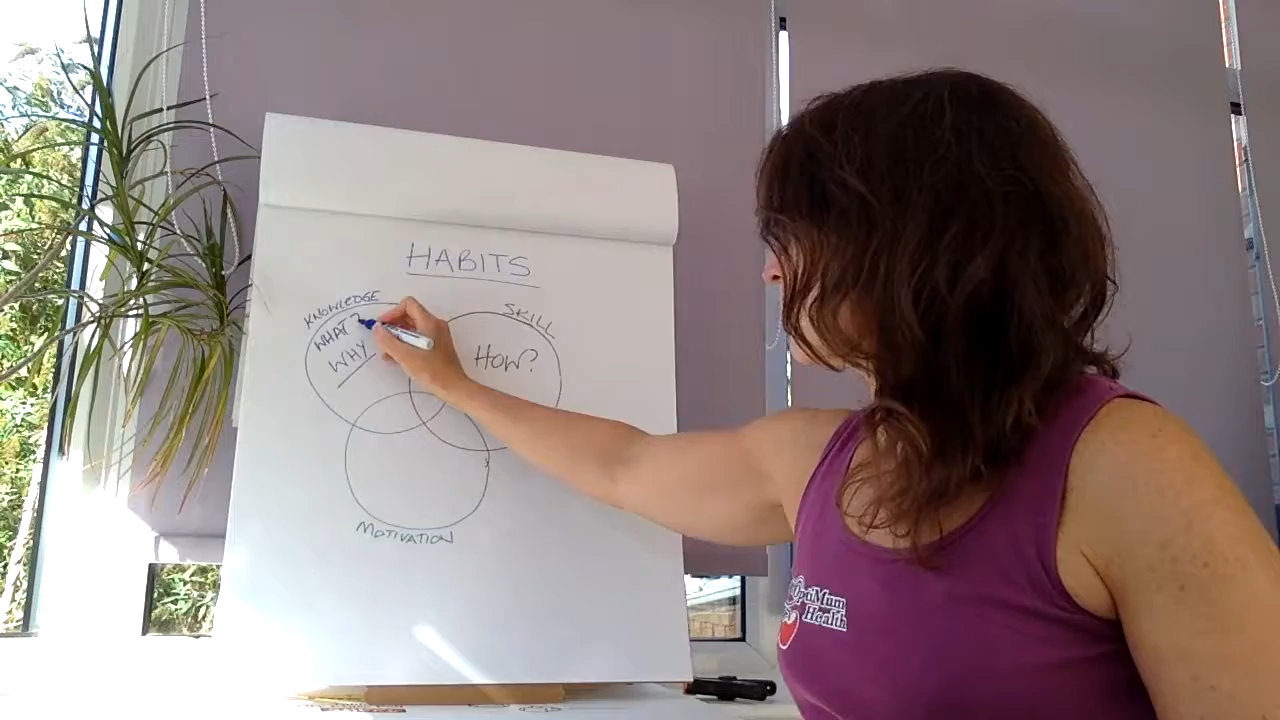 HABITS
KNOWLEDGE
WHAT?
WHY
SKILL
HOW?
MOTIVATION
OptiMum
Health